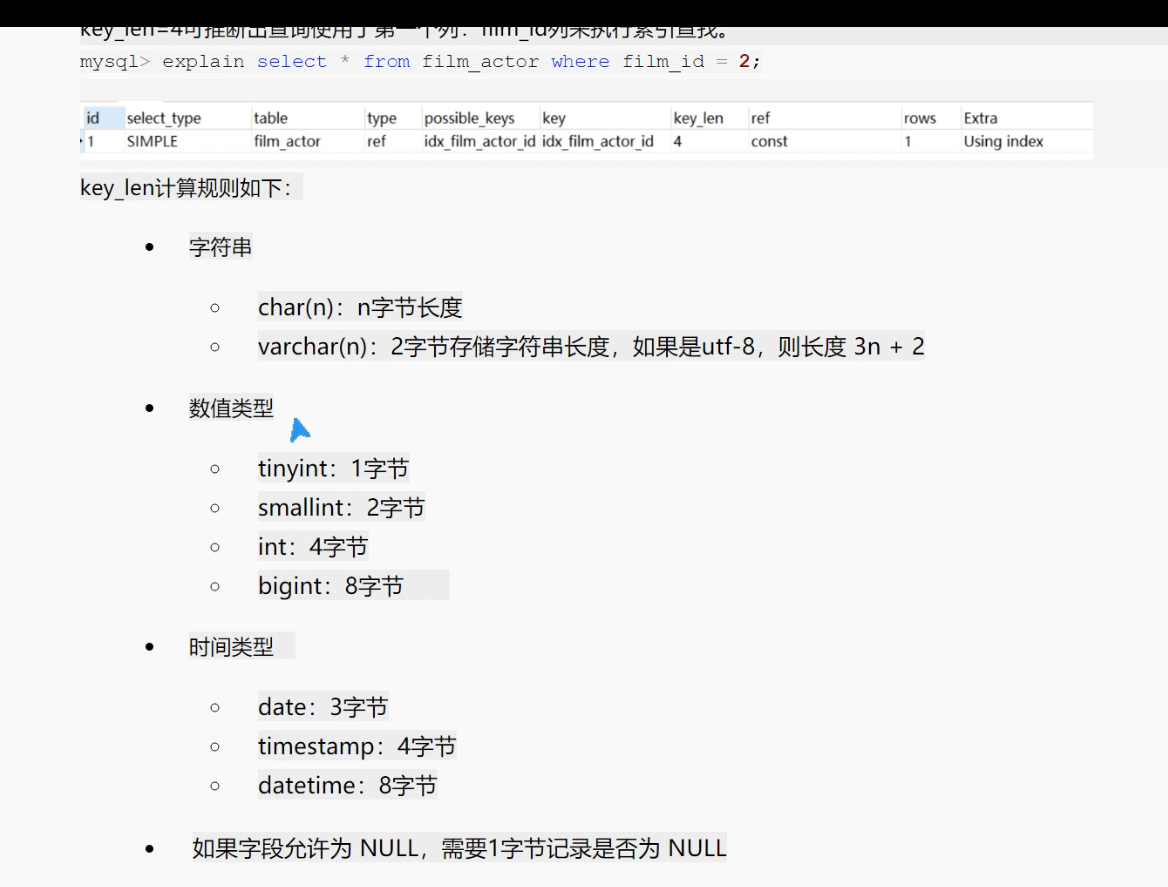 key_len=4可推断出查询使用了第一个列：film_id列来执行索引查找。
mysql> explain select * from film_actor where film_id = 2;
id select_type table type possible_keys key key_len ref rows Extra
1 SIMPLE film_actor ref idx_film_actor_id idx_film_actor_id 4 const 1 Using index
key_len计算规则如下：
字符串
char(n)：n字节长度
varchar(n)：2字节存储字符串长度，如果是utf-8，则长度 3n + 2
数值类型
tinyint：1字节
smallint：2字节
int：4字节
bigint：8字节
时间类型
date：3字节
timestamp：4字节
datetime：8字节
如果字段允许为 NULL，需要1字节记录是否为 NULL